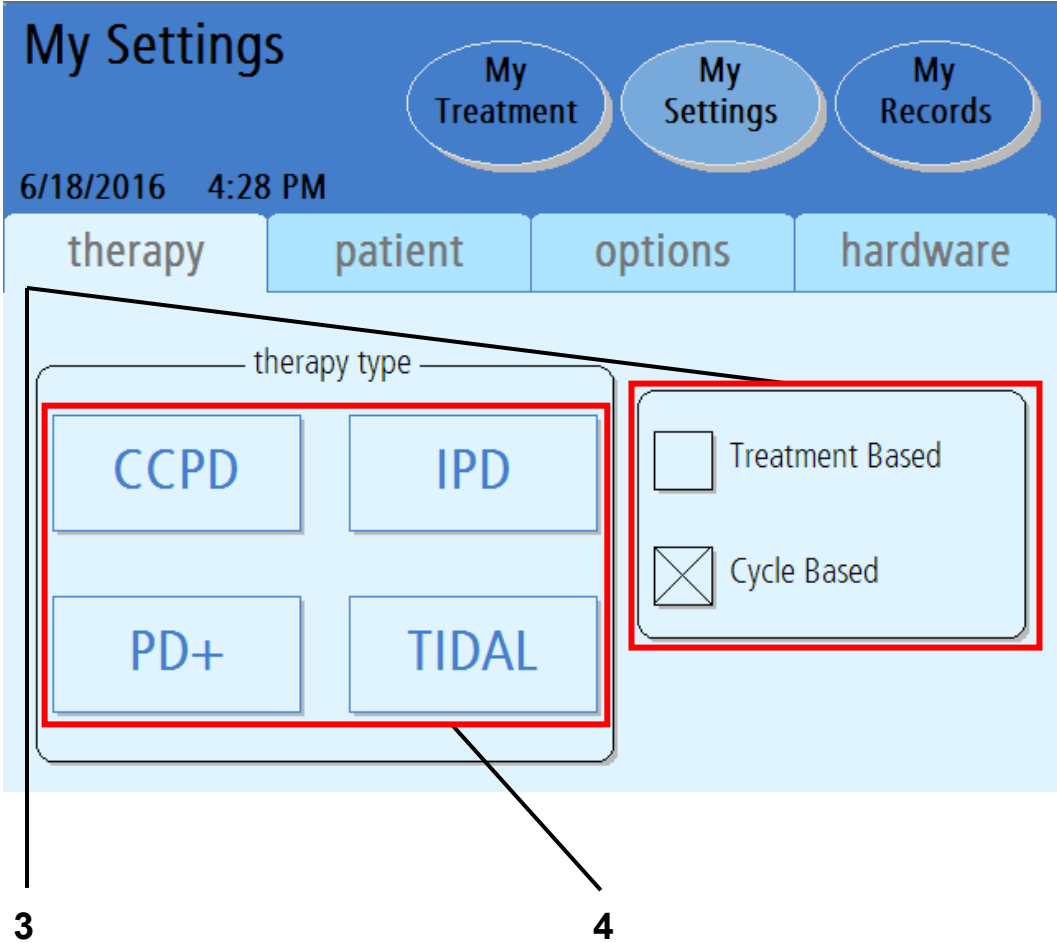 My Settings
My
Treatment
My
Settings
My
Records
6/18/2016 4:28 PM
therapy
patient
options
hardware
therapy type
CCPD
IPD
Treatment Based
Cycle Based
PD+
TIDAL
3
4